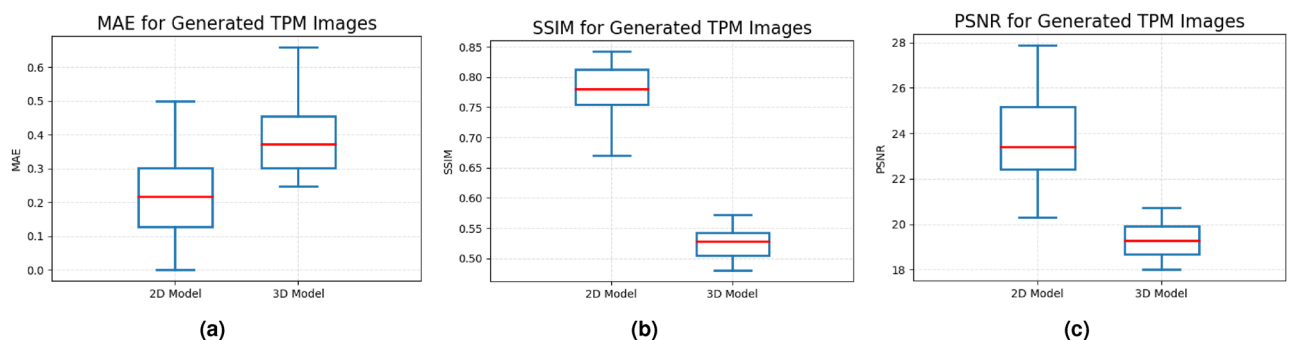 MAE for Generated TPM Images
MAE
0.6
0.5
0.4
0.3
0.2
0.1
0.0
2D Model
3D Model
(a)
SSIM for Generated TPM Images
SSIM
0.85
0.80
0.75
0.70
0.65
0.60
0.55
0.50
2D Model
3D Model
(b)
PSNR for Generated TPM Images
PSNR
28
26
24
22
20
18
2D Model
3D Model
(c)